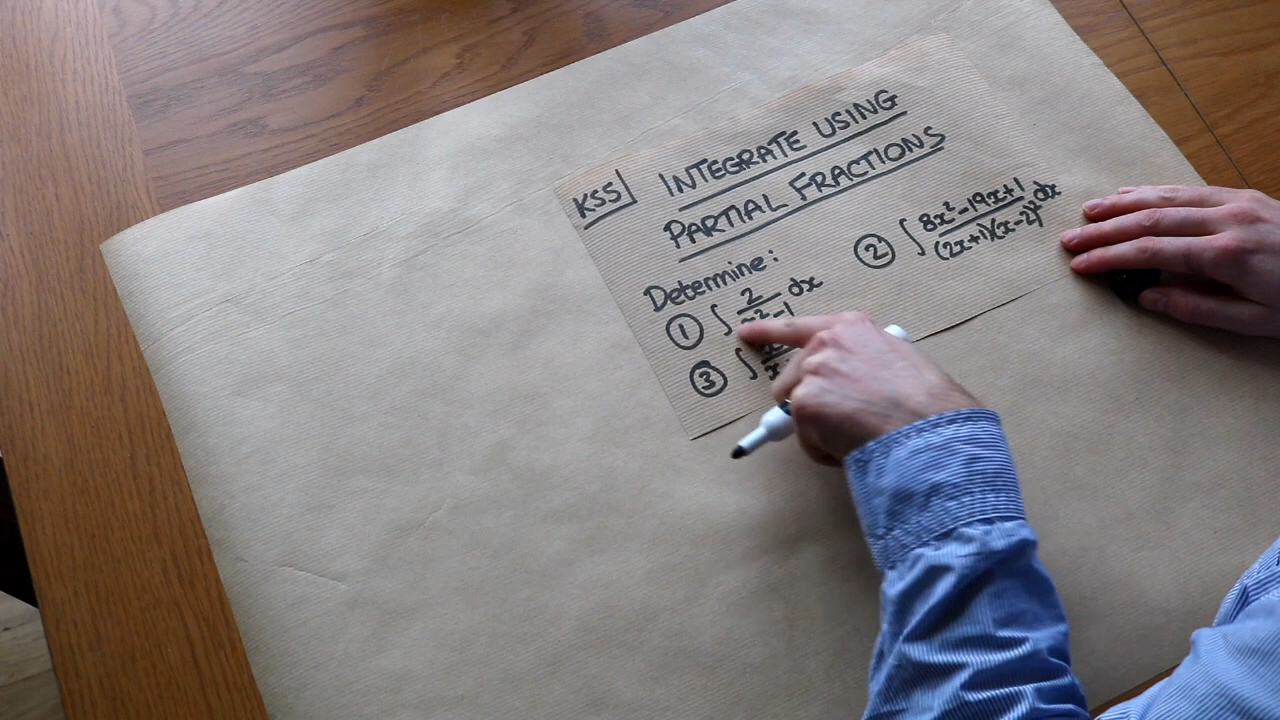 KSS
INTEGRATE USING
PARTIAL FRACTIONS
Determine:
① ∫ 2/(x²-1) dx
② ∫ (8x²-19x+1)/((2x+1)(x-2)²) dx
③ ∫